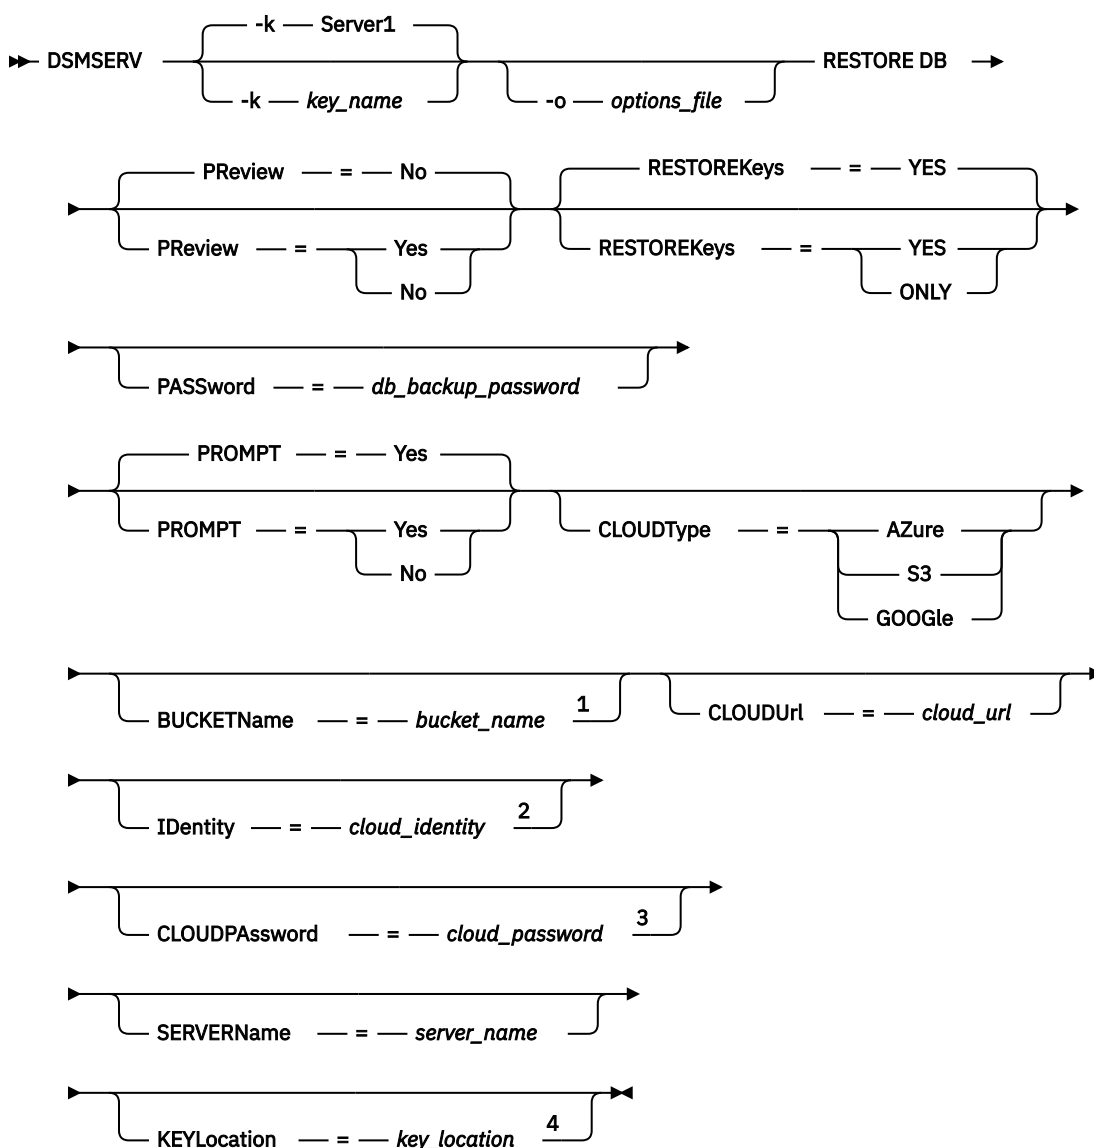 -k Server1
DSMSERV RESTORE DB
-k key_name -o options_file
PReview = No RESTOREKeys = YES
PReview = Yes RESTOREKeys = YES
No ONLY
PASSword = db_backup_password
PROMPT = Yes
PROMPT = Yes CLOUDType = AZure
No S3
GOOGle
BUCKETName = bucket_name 1 CLOUDUrl = cloud_url
IDentity = cloud_identity 2
CLOUDPAssword = cloud_password 3
SERVERName = server_name
KEYLocation = key_location 4